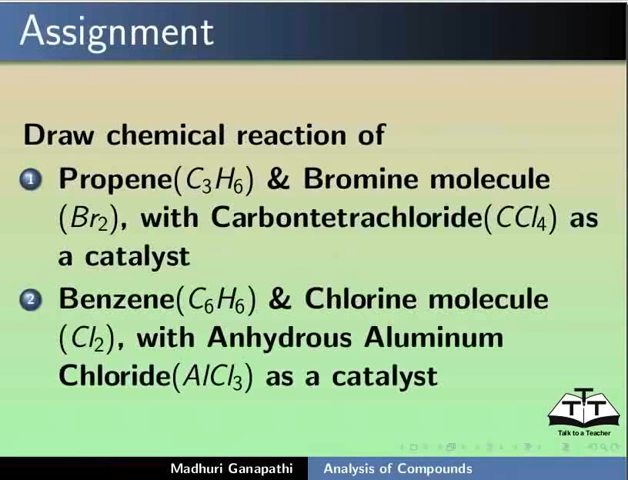 Assignment
Draw chemical reaction of
1 Propene(C₃H₆) & Bromine molecule
(Br₂), with Carbontetrachloride(CCl₄) as
a catalyst
2 Benzene(C₆H₆) & Chlorine molecule
(Cl₂), with Anhydrous Aluminum
Chloride(AlCl₃) as a catalyst
TTT
Talk to a Teacher
Madhuri Ganapathi Analysis of Compounds